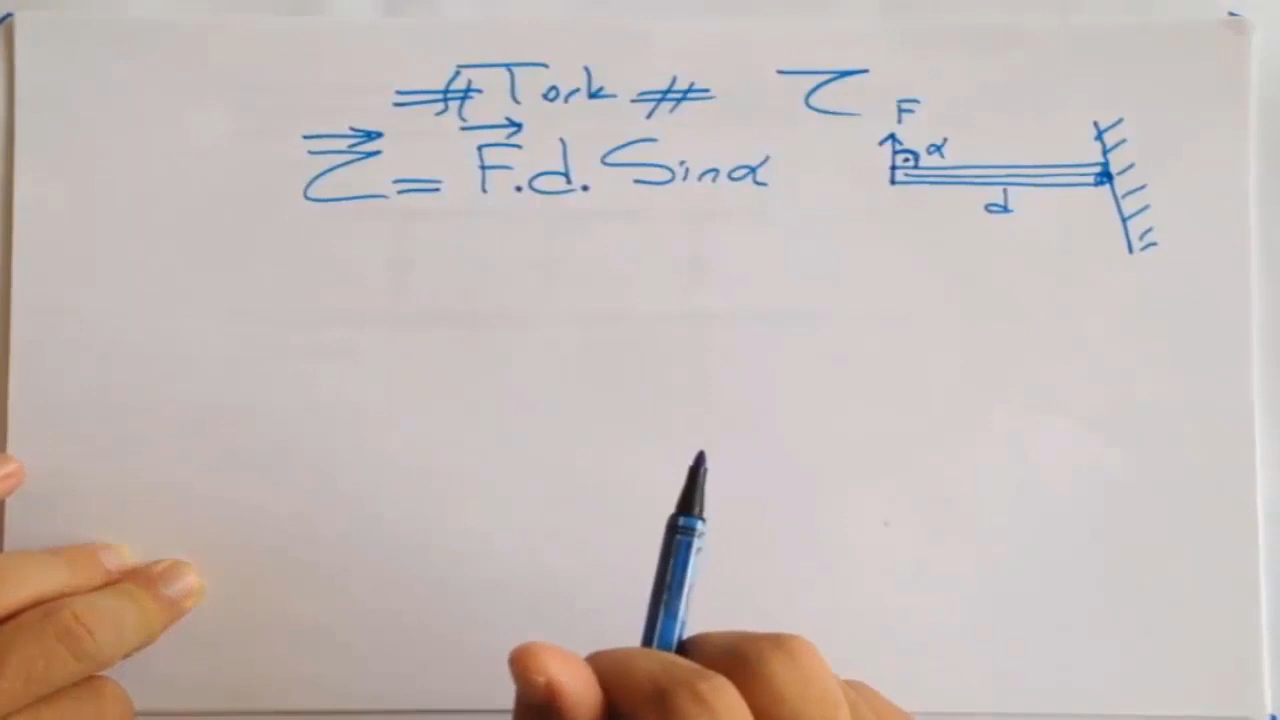 # Tork # τ
τ = F.d. Sinα
F
α
d